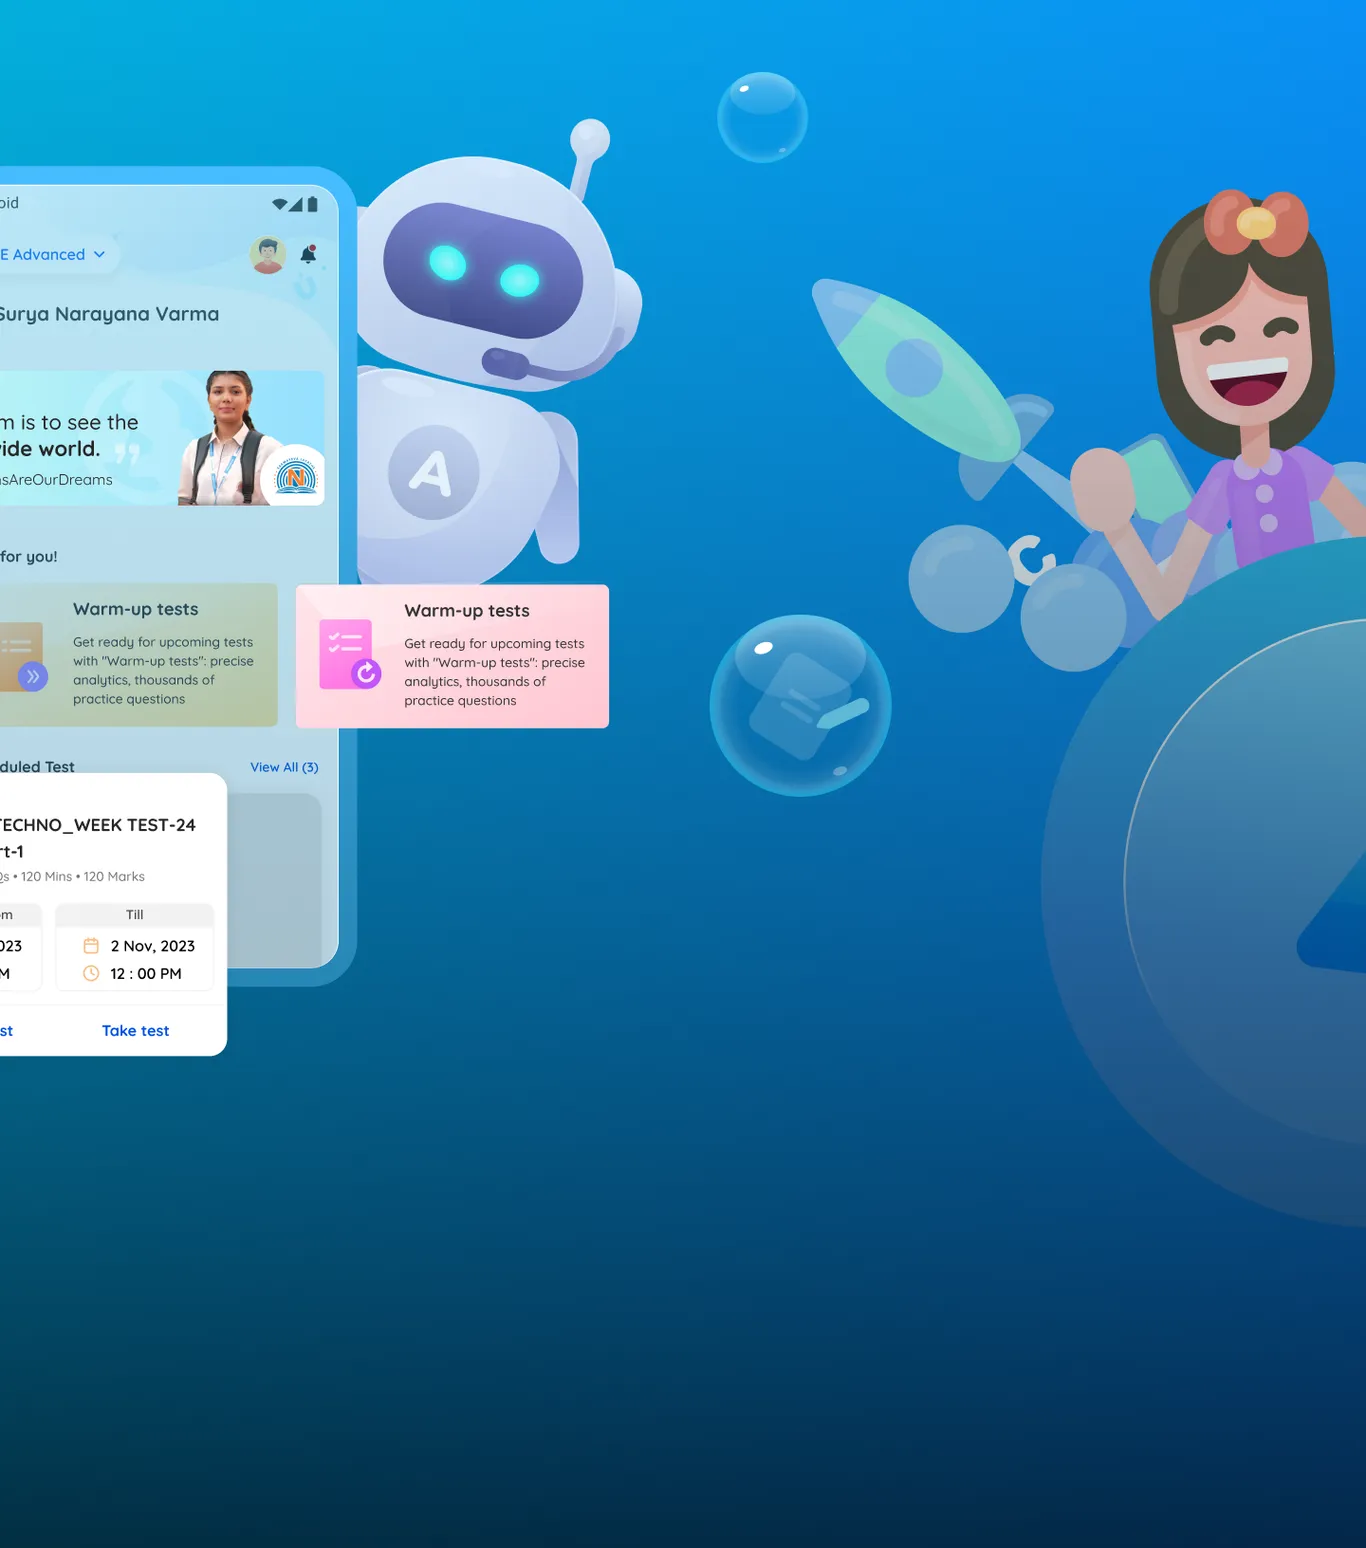 oid
E Advanced
Surya Narayana Varma
m is to see the
ide world.
sAreOurDreams
N
A
for you!
Warm-up tests
Get ready for upcoming tests
with "Warm-up tests": precise
analytics, thousands of
practice questions
Warm-up tests
Get ready for upcoming tests
with "Warm-up tests": precise
analytics, thousands of
practice questions
duled Test
View All (3)
TECHNO_WEEK TEST-24
rt-1
Qs • 120 Mins • 120 Marks
om
Till
023
2 Nov, 2023
M
12 : 00 PM
st
Take test